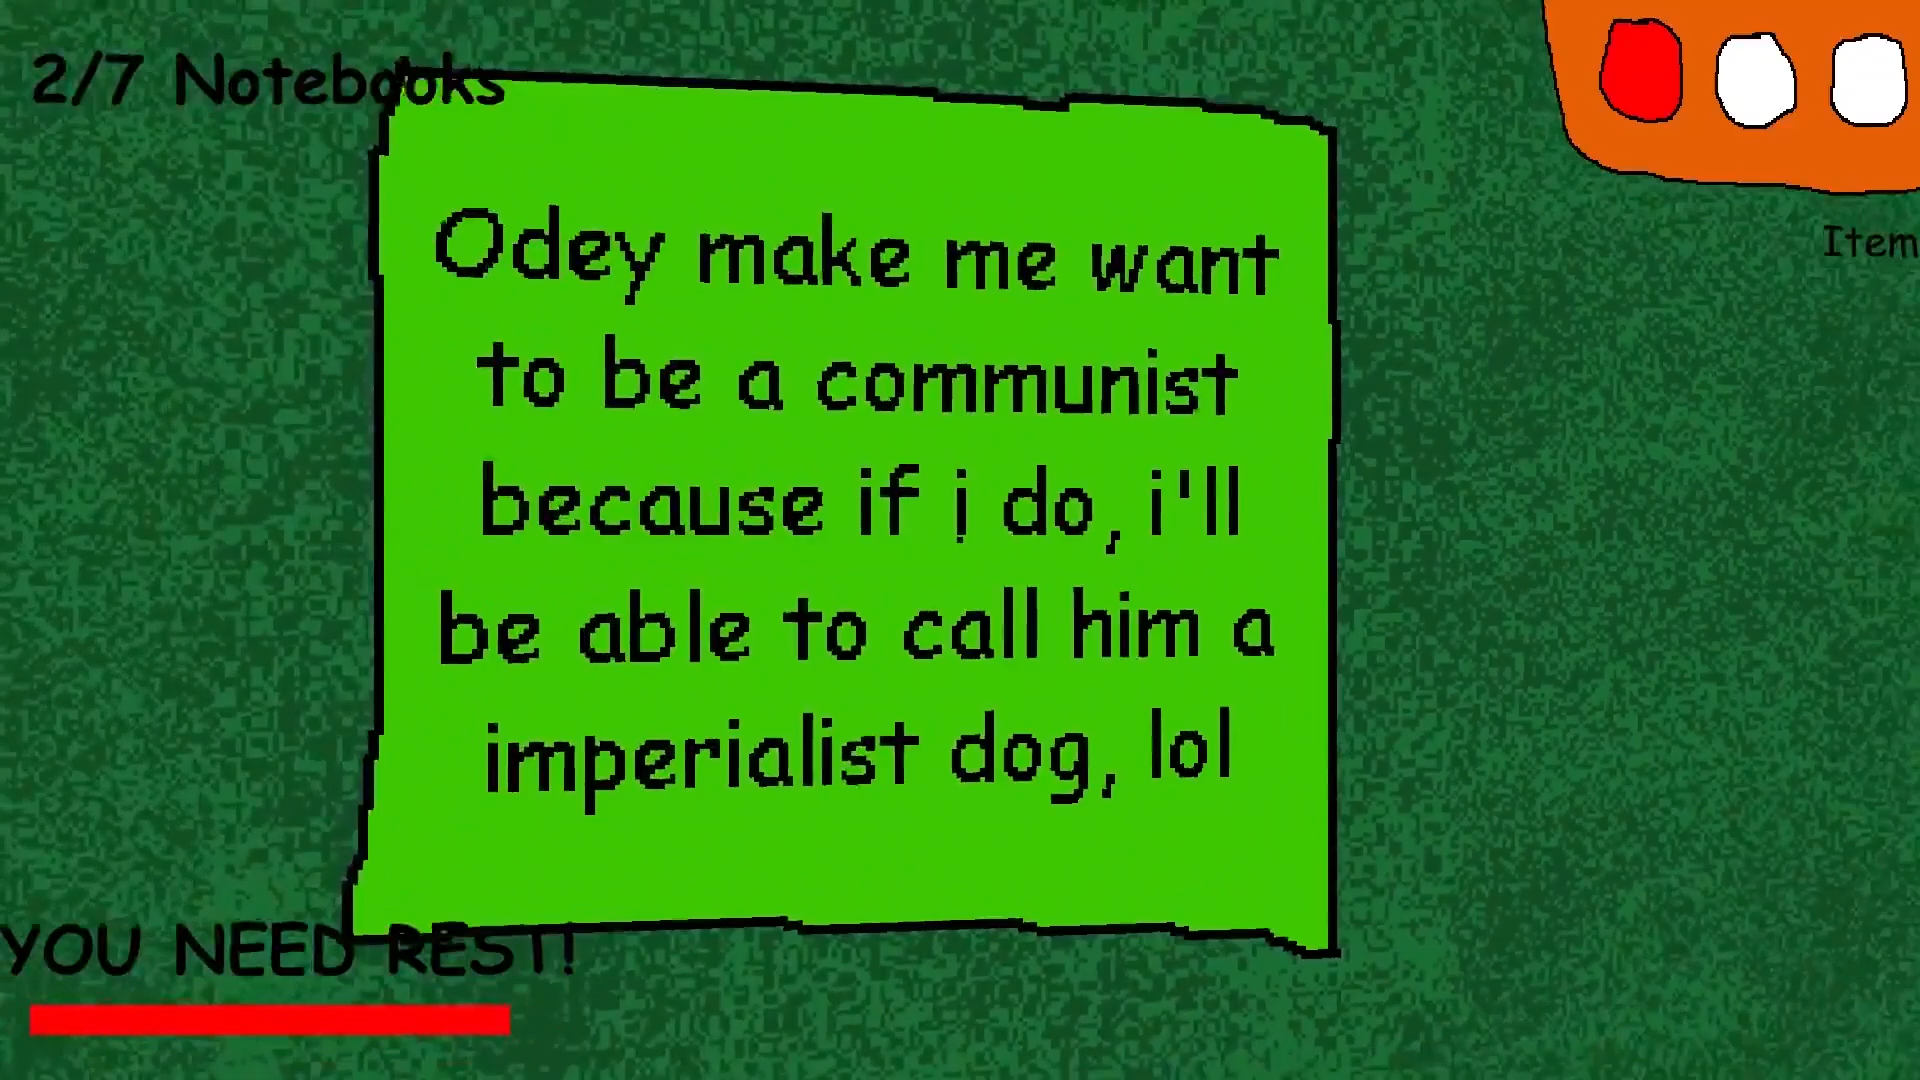 2/7 Notebooks
Item
Odey make me want
to be a communist
because if i do, i'll
be able to call him a
imperialist dog, lol
YOU NEED REST!